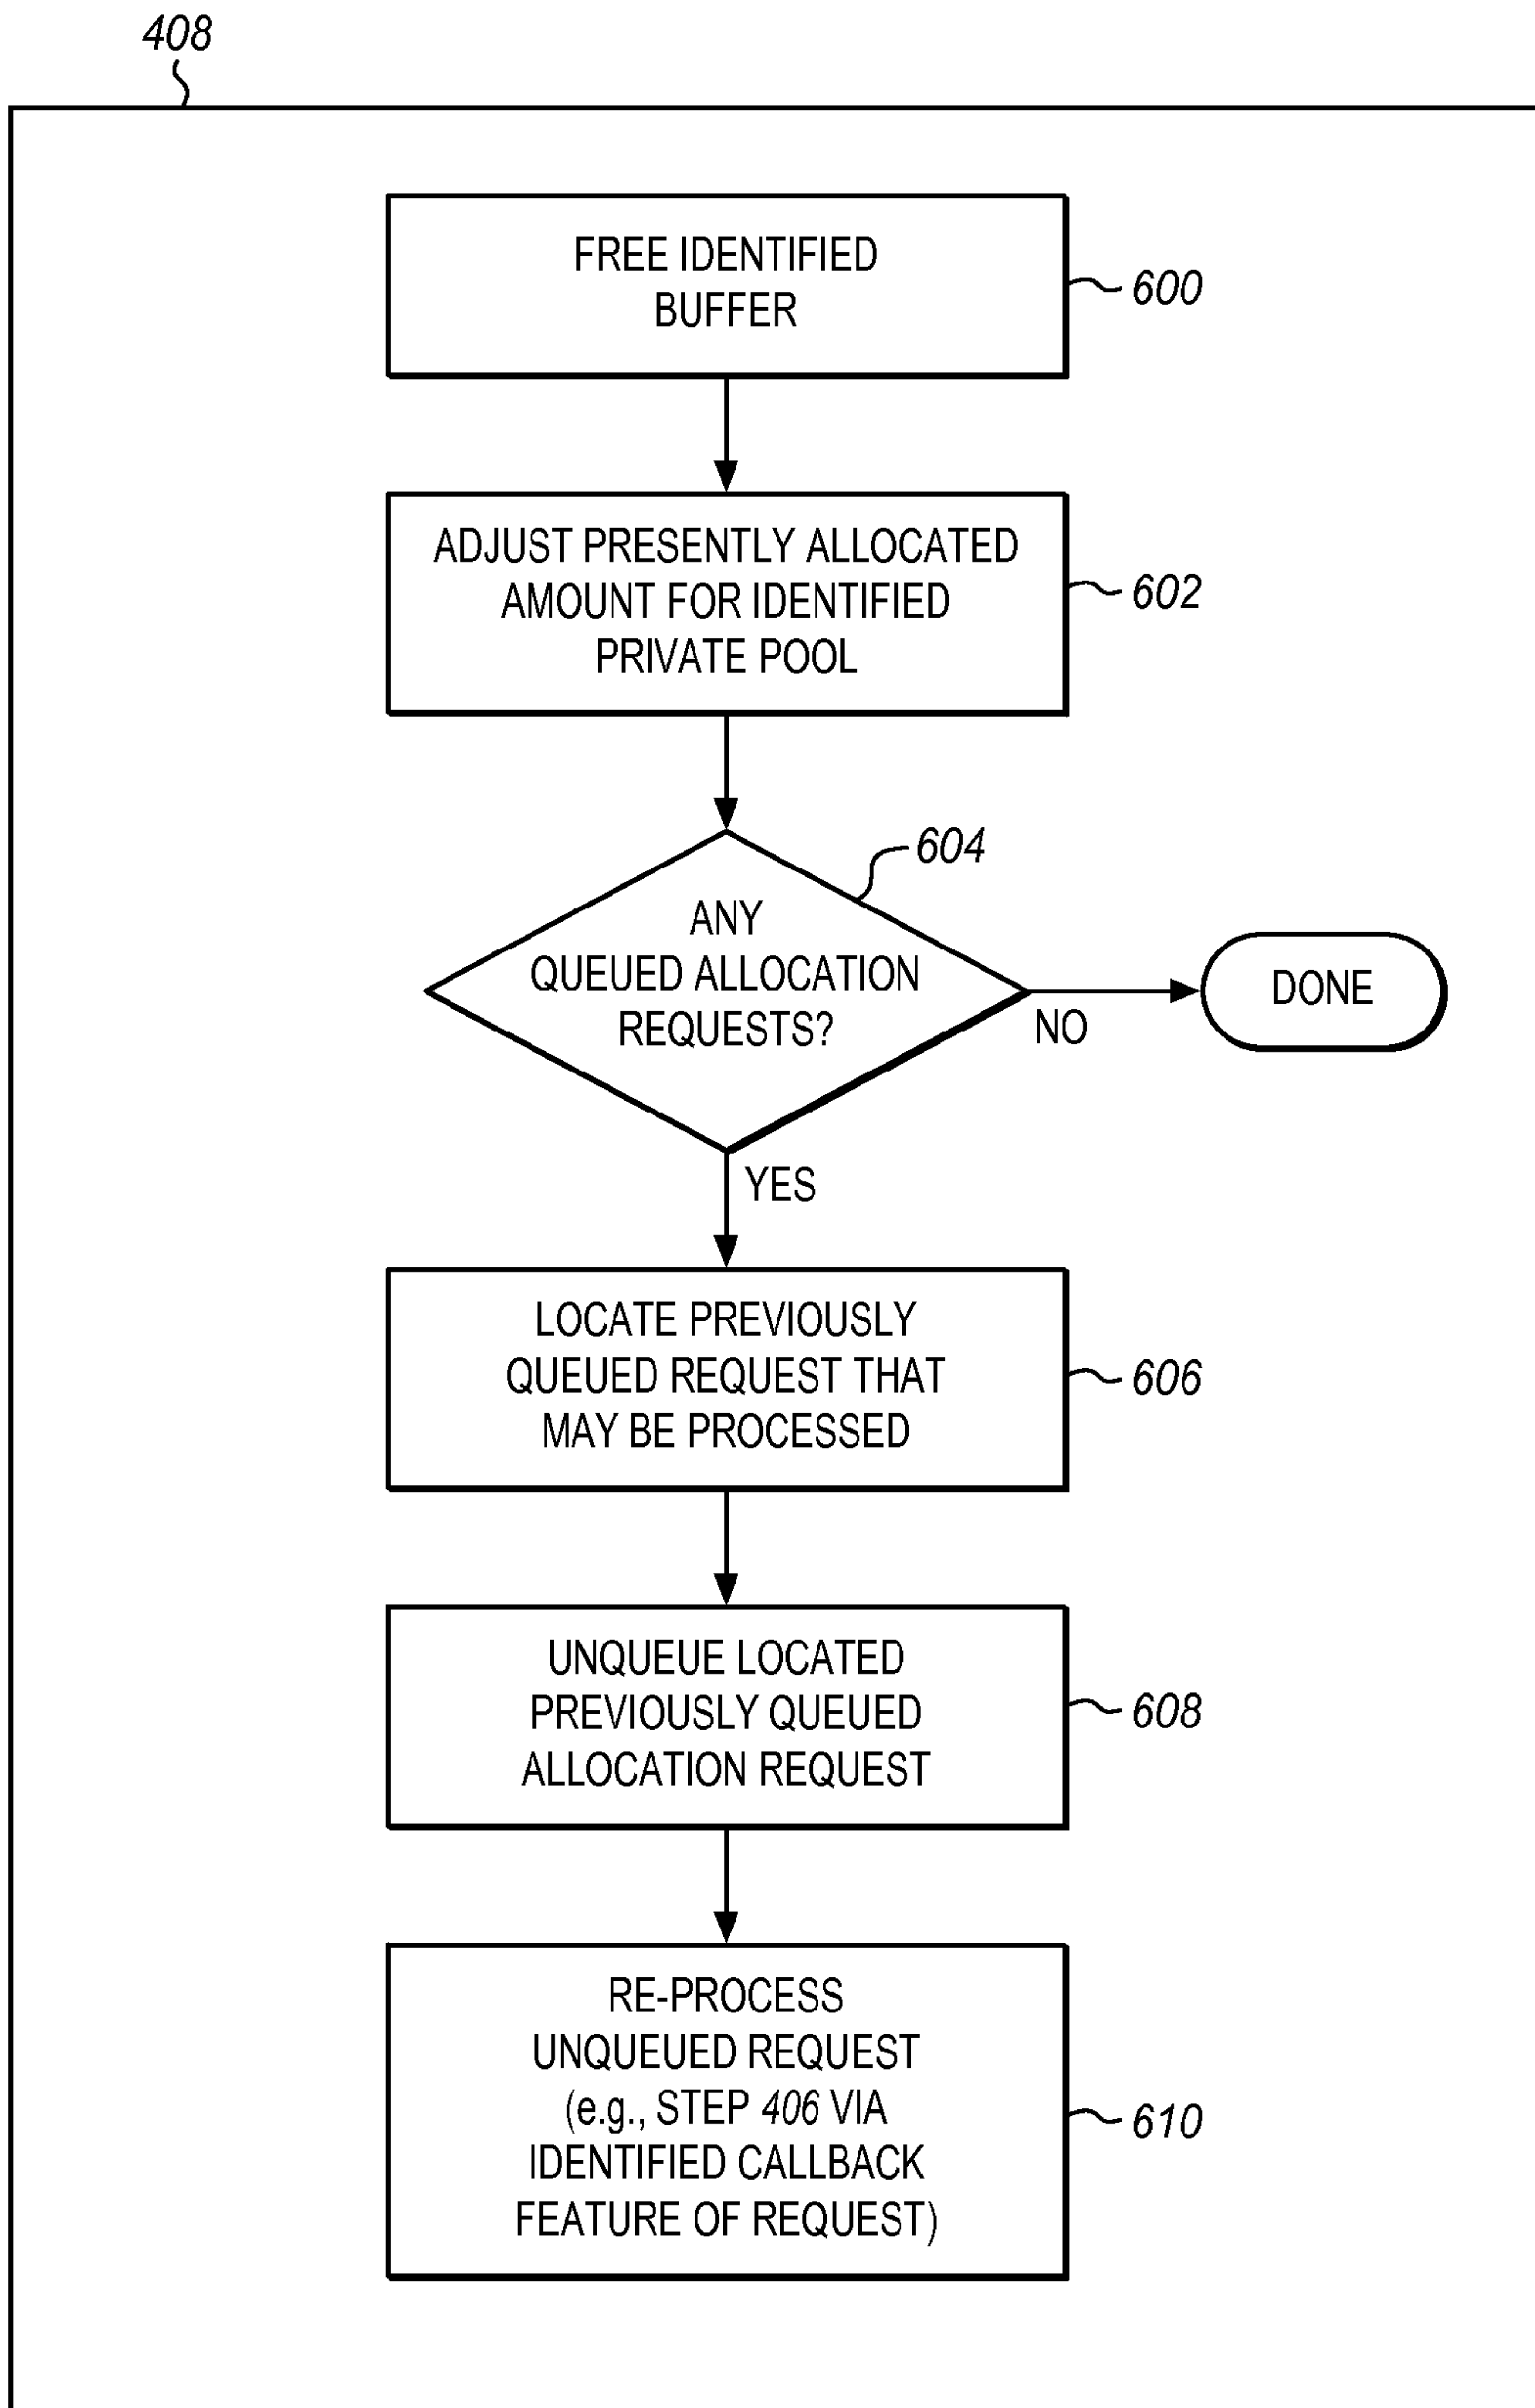 408
FREE IDENTIFIED
BUFFER
600
ADJUST PRESENTLY ALLOCATED
AMOUNT FOR IDENTIFIED
PRIVATE POOL
602
604
ANY
QUEUED ALLOCATION
REQUESTS?
NO
DONE
YES
LOCATE PREVIOUSLY
QUEUED REQUEST THAT
MAY BE PROCESSED
606
UNQUEUE LOCATED
PREVIOUSLY QUEUED
ALLOCATION REQUEST
608
RE-PROCESS
UNQUEUED REQUEST
(e.g., STEP 406 VIA
IDENTIFIED CALLBACK
FEATURE OF REQUEST)
610